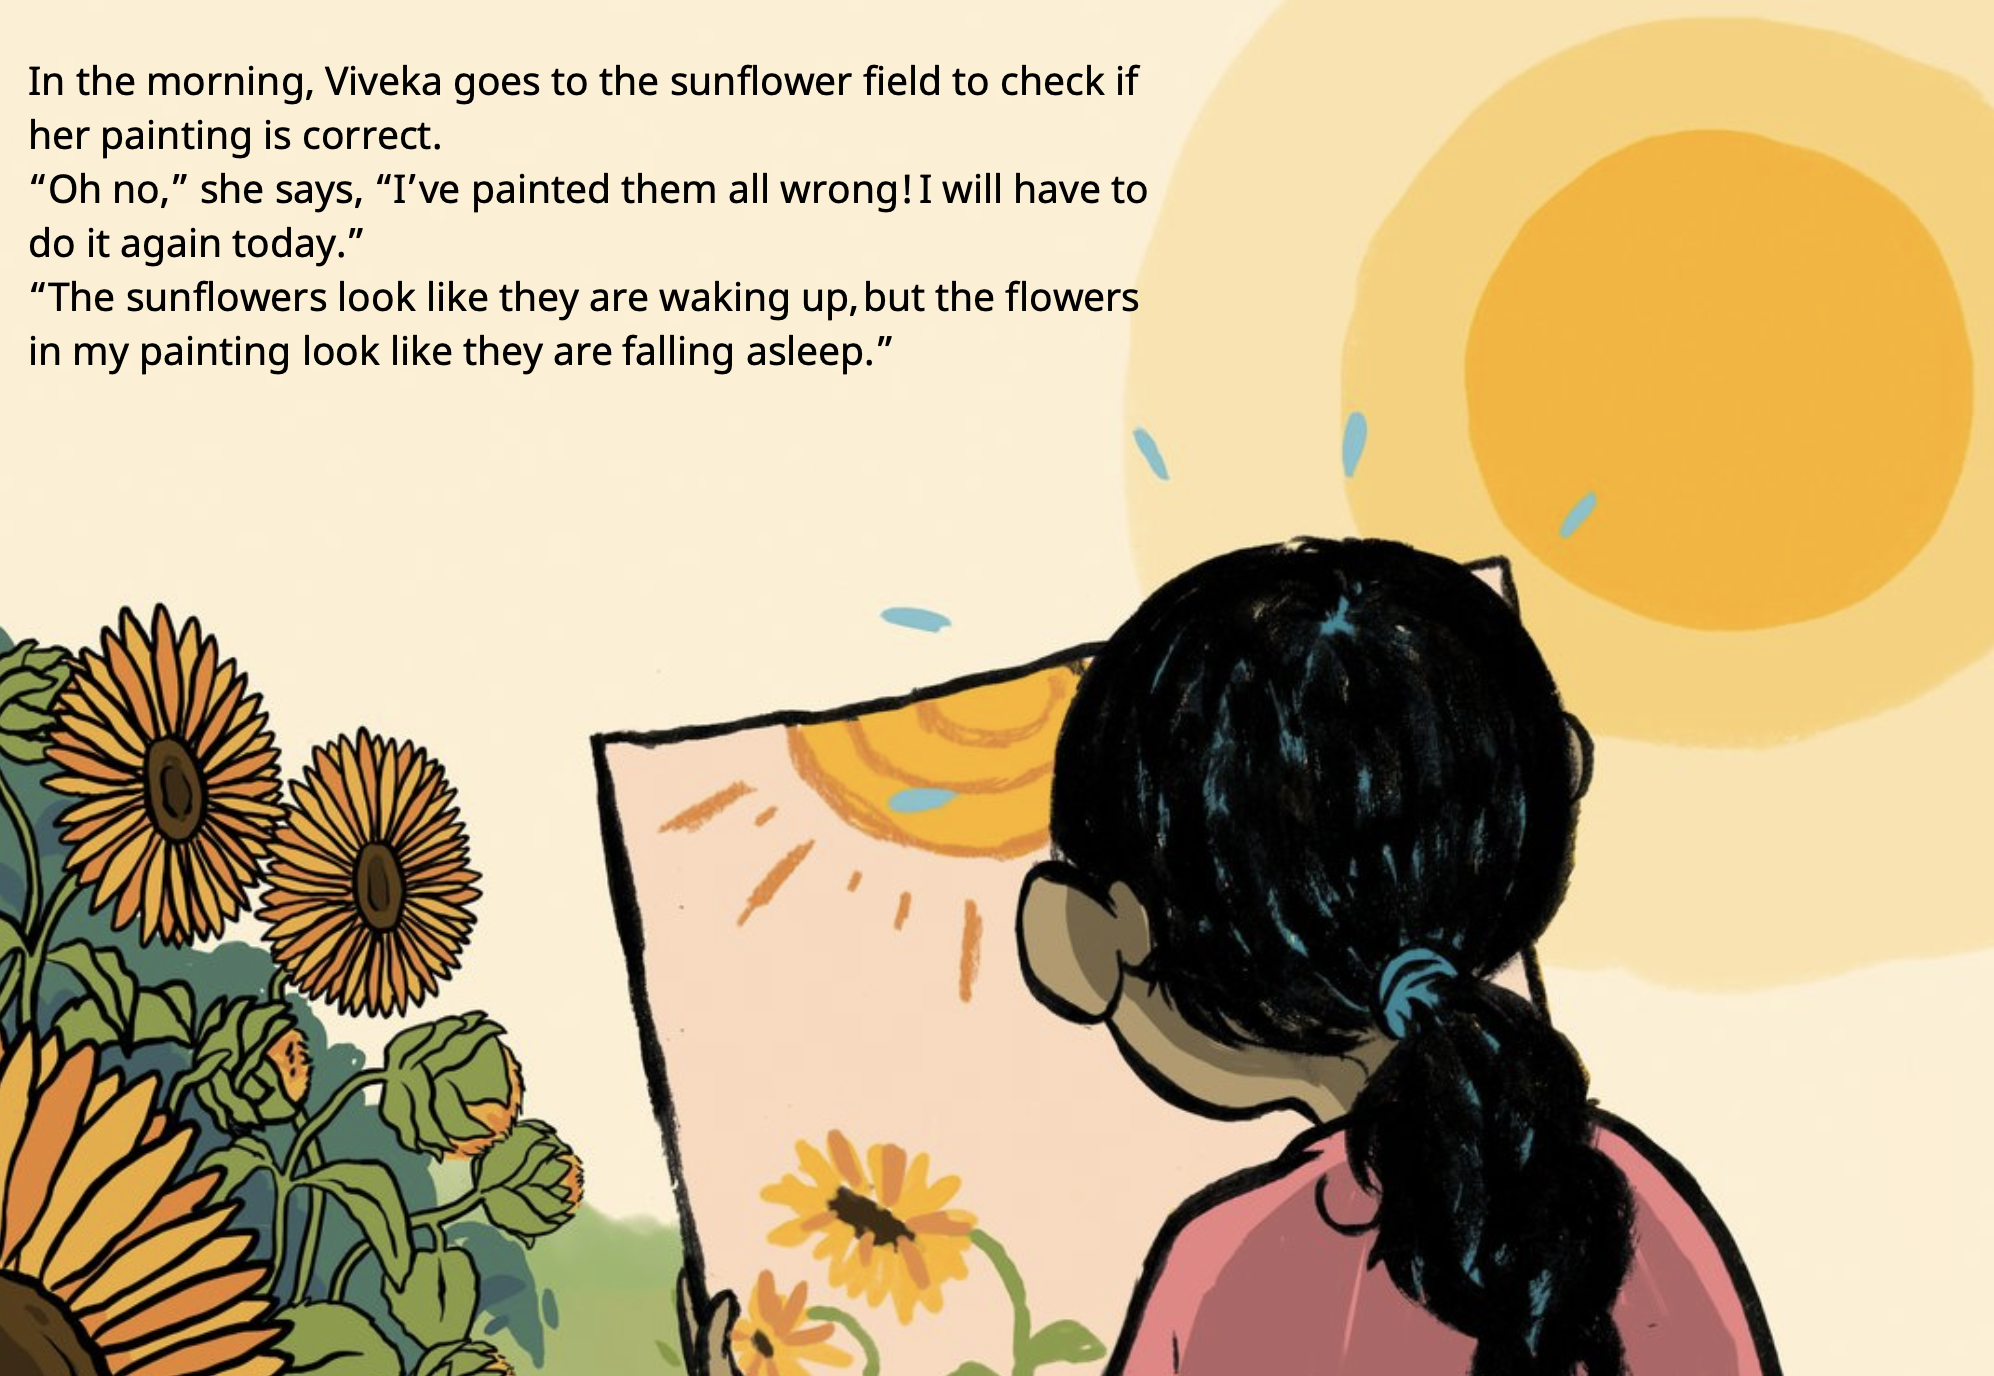 In the morning, Viveka goes to the sunflower field to check if
her painting is correct.
“Oh no,” she says, “I’ve painted them all wrong! I will have to
do it again today.”
“The sunflowers look like they are waking up, but the flowers
in my painting look like they are falling asleep.”